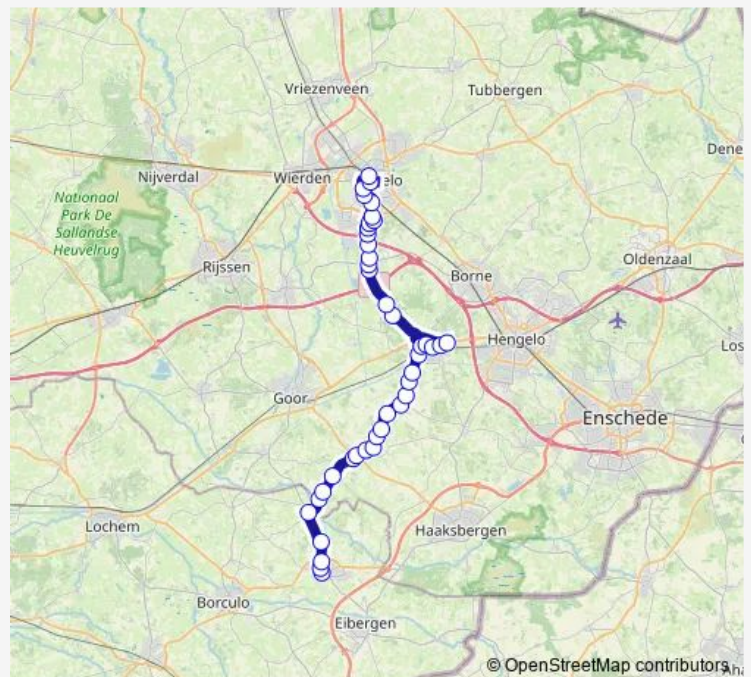 Vriezenveen
Tubbergen
Dene
Nijverdal
Wierden
elo
Nationaal
Park De
Sallandse
Heuvelrug
Rijssen
Borne
Oldenzaal
Hengelo
Los
Goor
Enschede
Lochem
Haaksbergen
Borculo
Eibergen
© OpenStreetMap contributors